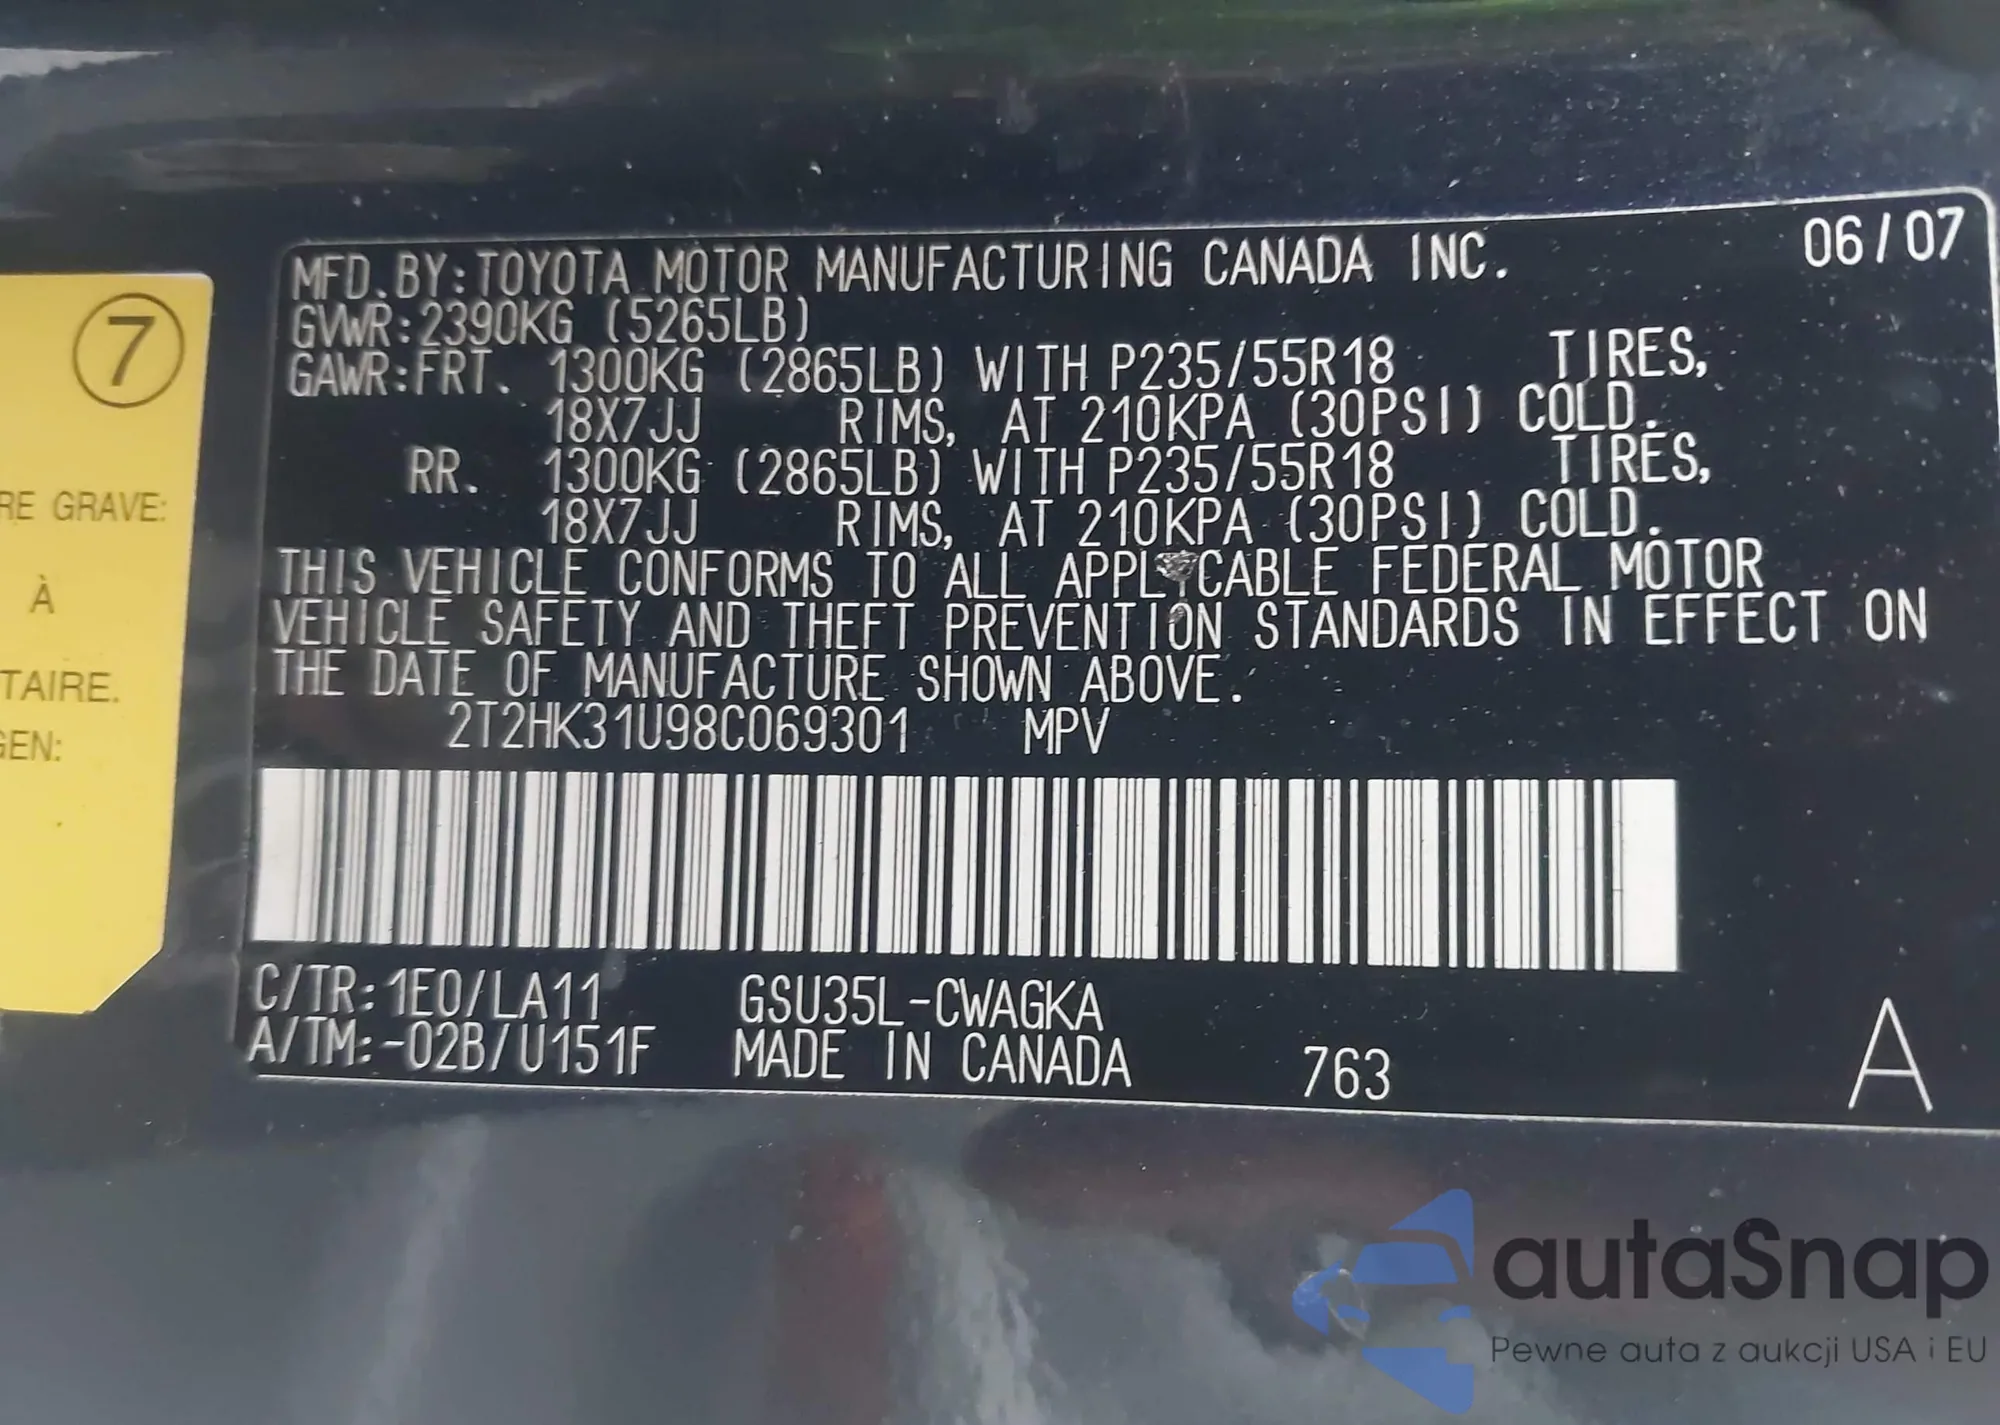 7
RE GRAVE:
À
TAIRE.
GEN:
06/07
MFD.BY:TOYOTA MOTOR MANUFACTURING CANADA INC.
GVWR:2390KG (5265LB)
GAWR:FRT. 1300KG (2865LB) WITH P235/55R18 TIRES,
18X7JJ RIMS, AT 210KPA (30PSI) COLD.
RR. 1300KG (2865LB) WITH P235/55R18 TIRES,
18X7JJ RIMS, AT 210KPA (30PSI) COLD.
THIS VEHICLE CONFORMS TO ALL APPLICABLE FEDERAL MOTOR
VEHICLE SAFETY AND THEFT PREVENTION STANDARDS IN EFFECT ON
THE DATE OF MANUFACTURE SHOWN ABOVE.
2T2HK31U98C069301 MPV
C/TR:1E0/LA11 GSU35L-CWAGKA
A/TM:-02B/U151F MADE IN CANADA 763
A
autaSnap
Pewne auta z aukcji USA i EU